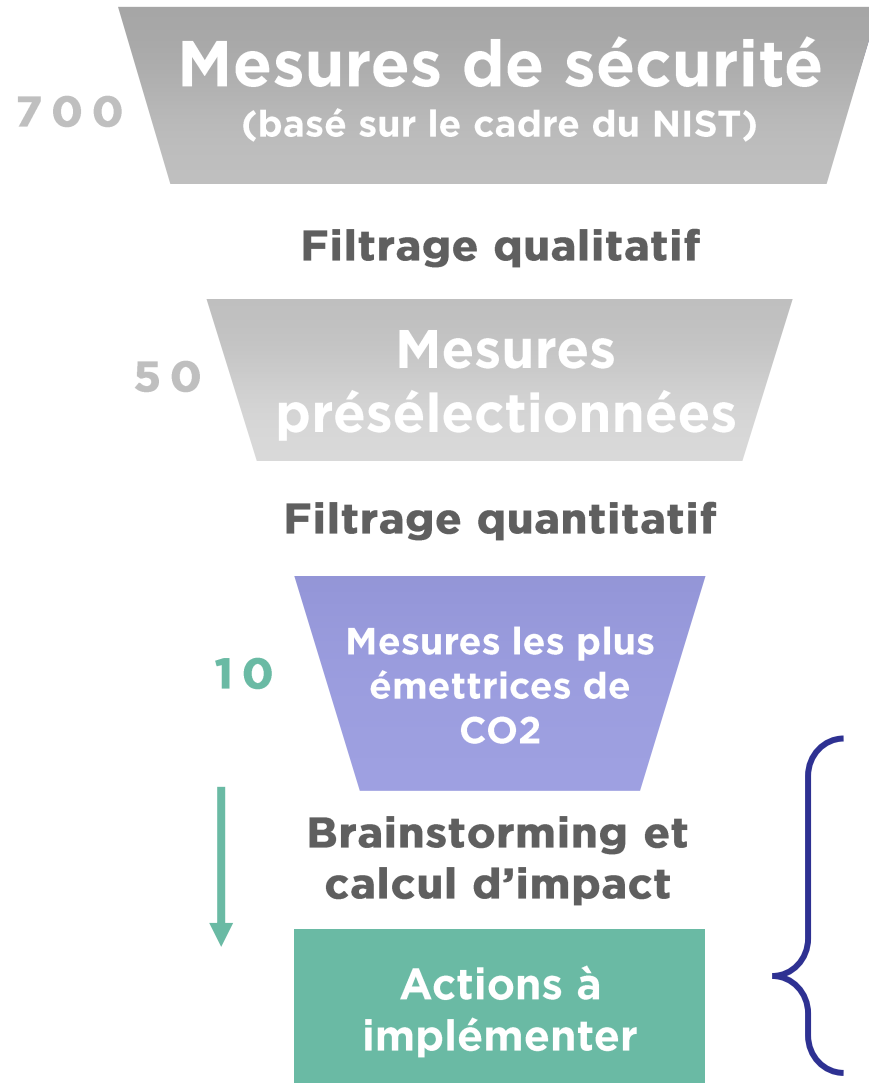 Mesures de sécurité
700
(basé sur le cadre du NIST)
Filtrage qualitatif
50
Mesures
présélectionnées
Filtrage quantitatif
10
Mesures les plus
émettrices de
CO2
Brainstorming et
calcul d’impact
Actions à
implémenter